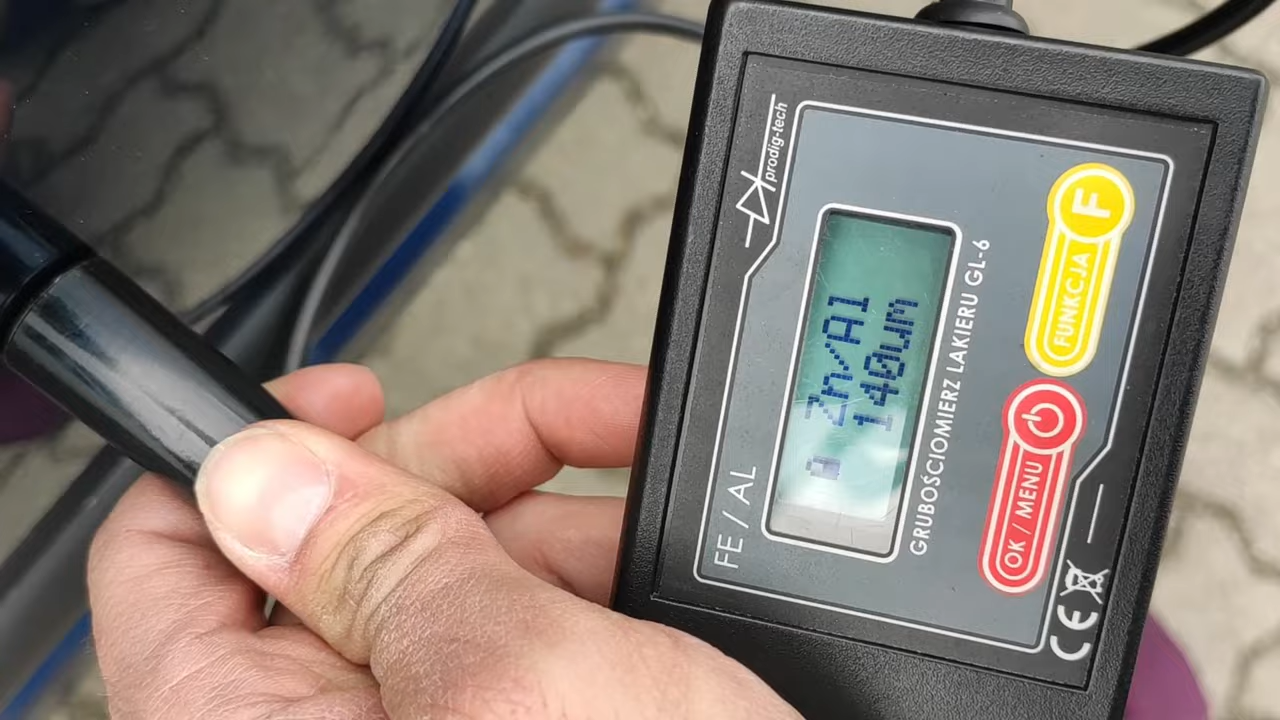 prodig-tech
FE / AL
Zn/Al
140um
GRUBOŚCIOMIERZ LAKIERU GL-6
OK / MENU
FUNKCJA F
CE